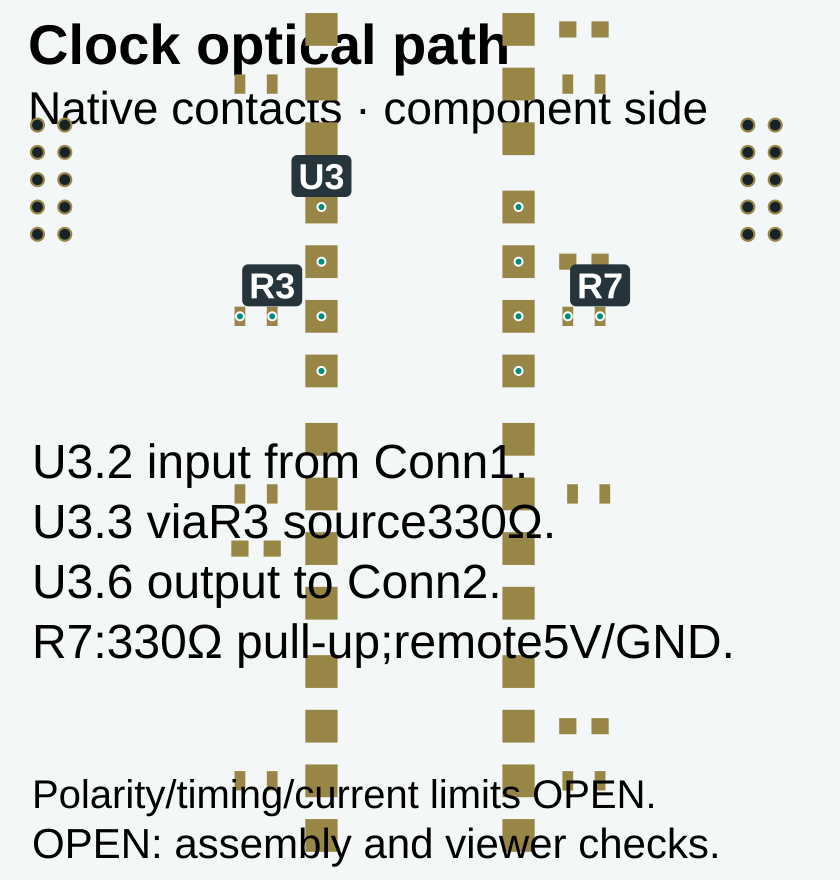 Clock optical path
Native contacts · component side
U3
R3
R7
U3.2 input from Conn1.
U3.3 viaR3 source330Ω.
U3.6 output to Conn2.
R7:330Ω pull-up;remote5V/GND.
Polarity/timing/current limits OPEN.
OPEN: assembly and viewer checks.